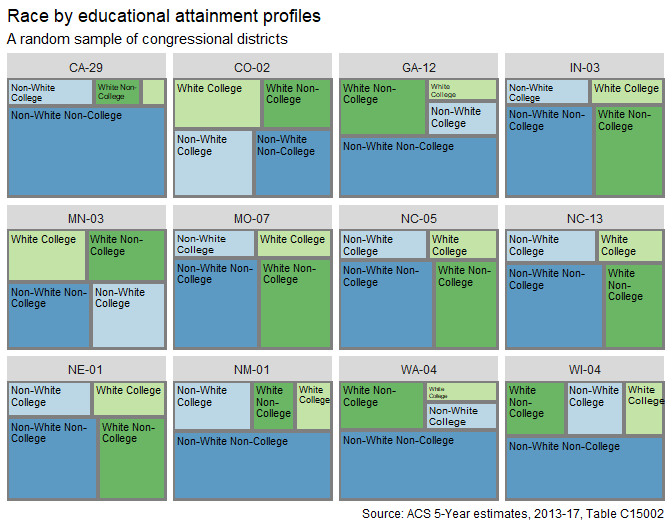 Race by educational attainment profiles
A random sample of congressional districts
CA-29
CO-02
GA-12
IN-03
Non-White
College
White Non-
College
Non-White Non-College
White College
White Non-
College
Non-White
College
Non-White
White Non-College
White Non-
College
White College
Non-White
College
Non-White Non-College
Non-White
College
White College
Non-White Non-
College
White Non-
College
MN-03
MO-07
NC-05
NC-13
White College
White Non-
College
Non-White Non-
College
Non-White
College
Non-White
College
White College
Non-White Non-
College
White Non-
College
Non-White
College
White
College
Non-White Non-
College
White Non-
College
Non-White
College
White
College
Non-White Non-
College
White
Non-
College
NE-01
NM-01
WA-04
WI-04
Non-White
College
White College
Non-White Non-
College
White Non-
College
Non-White
College
White
Non-
College
White
College
Non-White Non-College
White Non-
College
White
College
Non-White
College
Non-White Non-College
White
Non-
College
Non-White
College
White
College
Non-White Non-College
Source: ACS 5-Year estimates, 2013-17, Table C15002